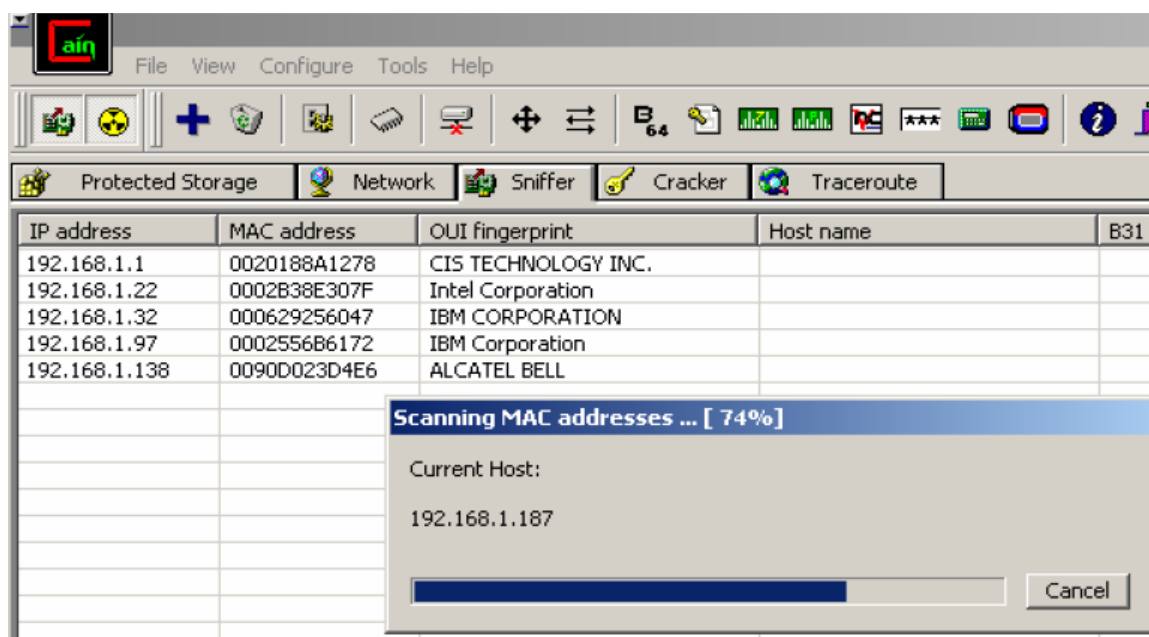 aín
File View Configure Tools Help
B 64 ***
Protected Storage Network Sniffer Cracker Traceroute
IP address MAC address OUI fingerprint Host name B31
192.168.1.1 0020188A1278 CIS TECHNOLOGY INC.
192.168.1.22 0002B38E307F Intel Corporation
192.168.1.32 000629256047 IBM CORPORATION
192.168.1.97 0002556B6172 IBM Corporation
192.168.1.138 0090D023D4E6 ALCATEL BELL
Scanning MAC addresses ... [ 74%]
Current Host:
192.168.1.187
Cancel